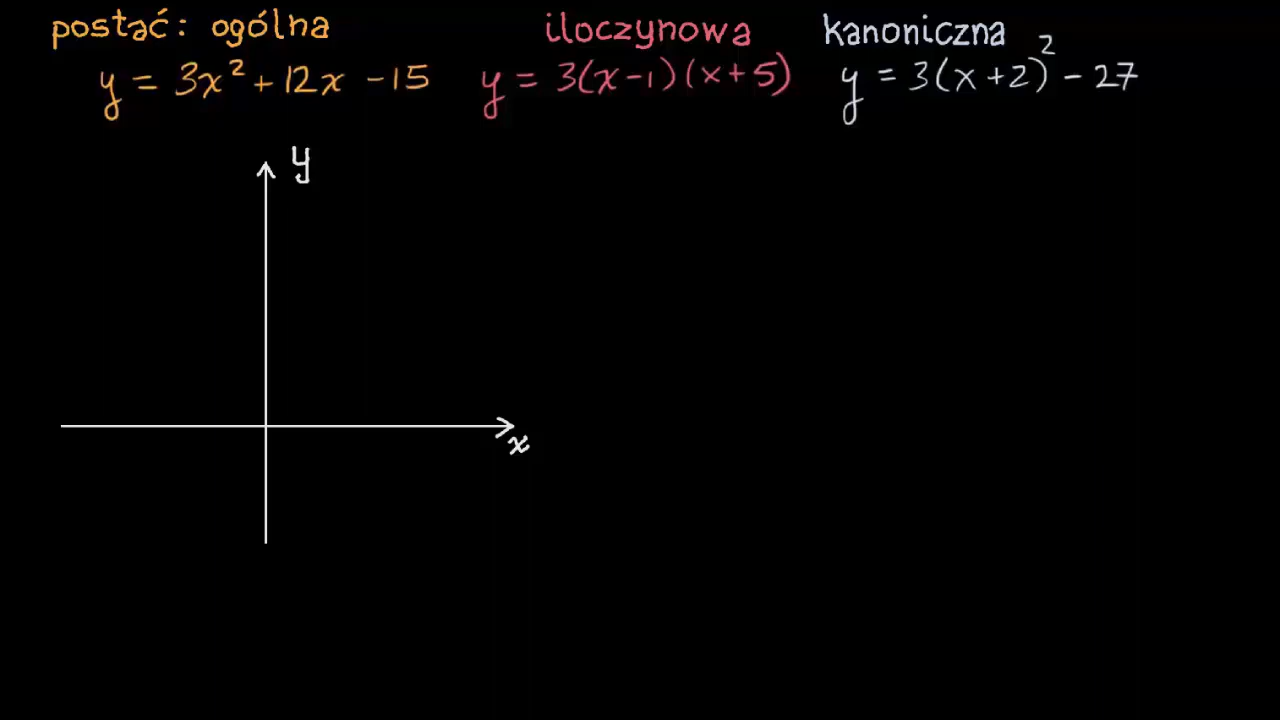 postać: ogólna iloczynowa kanoniczna
y = 3x² + 12x - 15 y = 3(x-1)(x+5) y = 3(x+2)² - 27
y
x